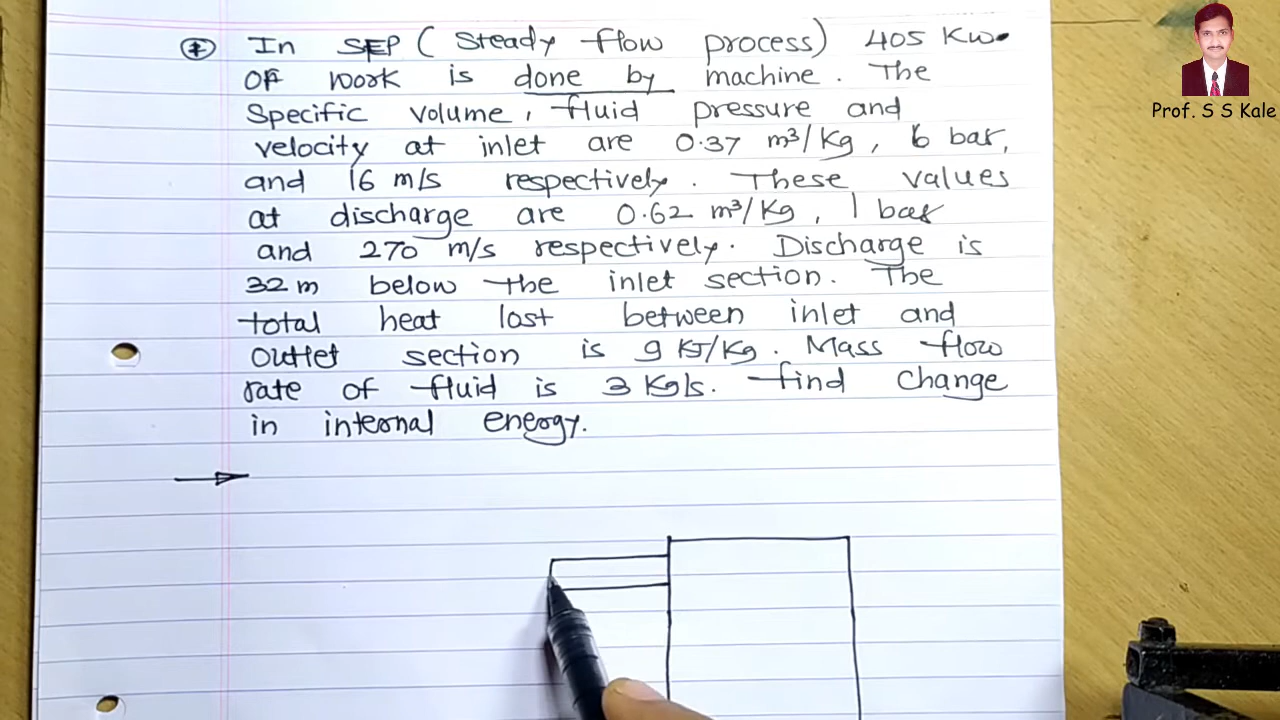 In SFP (Steady flow process) 405 Kw.
of work is done by machine. The
Specific volume, fluid pressure and
velocity at inlet are 0.37 m³/Kg, 6 bar,
and 16 m/s respectively. These values
at discharge are 0.62 m³/Kg, 1 bar
and 270 m/s respectively. Discharge is
32m below the inlet section. The
total heat lost between inlet and
outlet section is 9 KJ/Kg. Mass flow
rate of fluid is 3 Kg/s. find change
in internal energy.
Prof. S S Kale